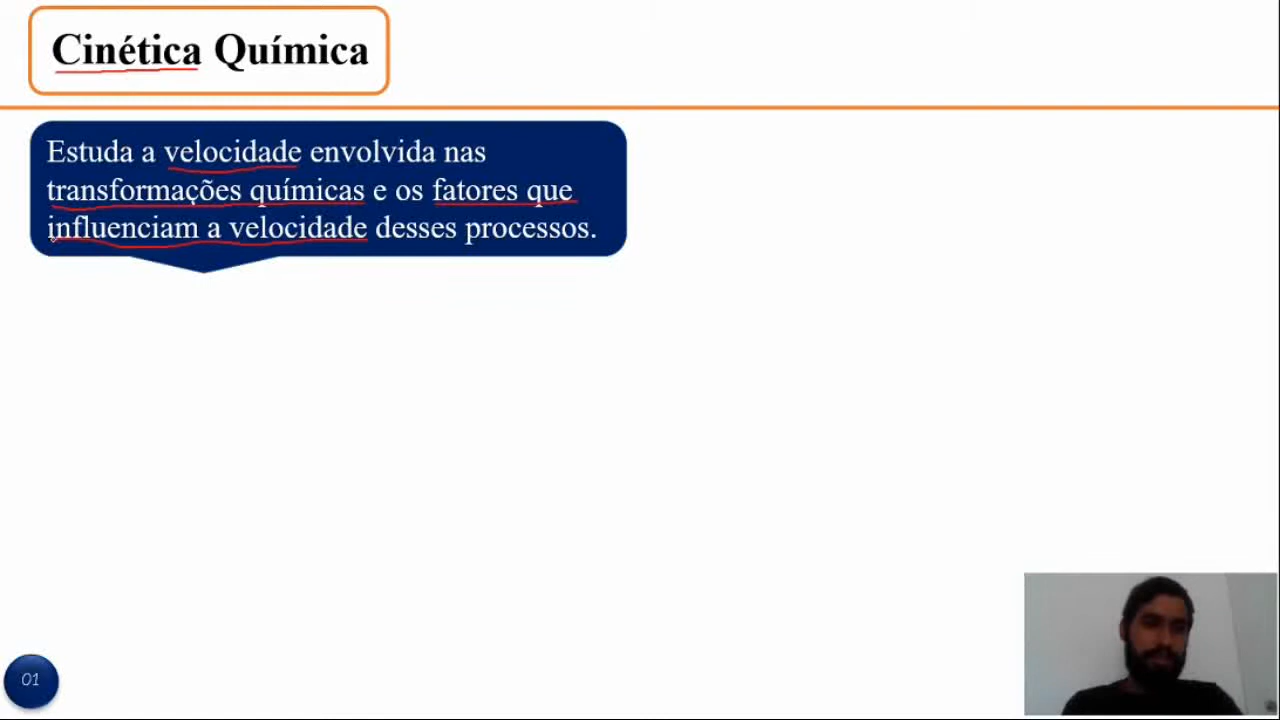 Cinética Química
Estuda a velocidade envolvida nas
transformações químicas e os fatores que
influenciam a velocidade desses processos.
01